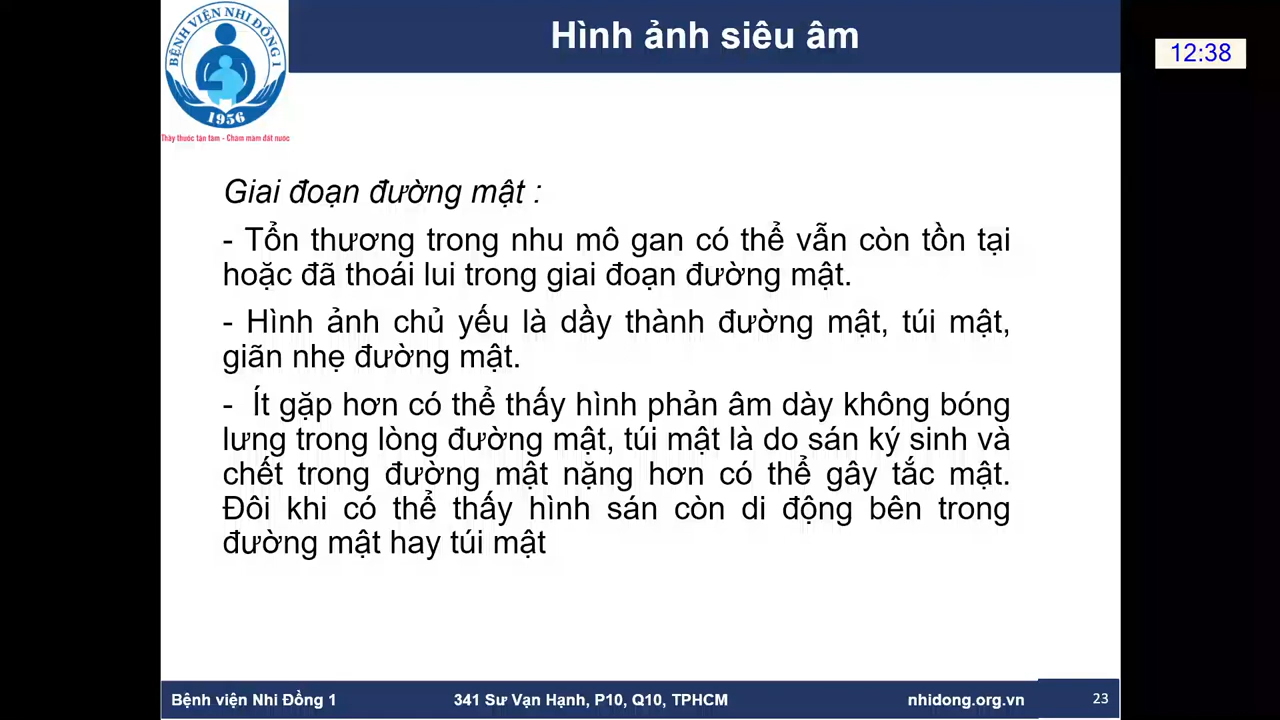 BỆNH VIỆN NHI ĐỒNG 1
1956
Thầy thuốc tận tâm - Chăm mầm đất nước
Hình ảnh siêu âm
12:38
Giai đoạn đường mật :
- Tổn thương trong nhu mô gan có thể vẫn còn tồn tại
hoặc đã thoái lui trong giai đoạn đường mật.
- Hình ảnh chủ yếu là dầy thành đường mật, túi mật,
giãn nhẹ đường mật.
- Ít gặp hơn có thể thấy hình phản âm dày không bóng
lưng trong lòng đường mật, túi mật là do sán ký sinh và
chết trong đường mật nặng hơn có thể gây tắc mật.
Đôi khi có thể thấy hình sán còn di động bên trong
đường mật hay túi mật
Bệnh viện Nhi Đồng 1
341 Sư Vạn Hạnh, P10, Q10, TPHCM
nhidong.org.vn
23